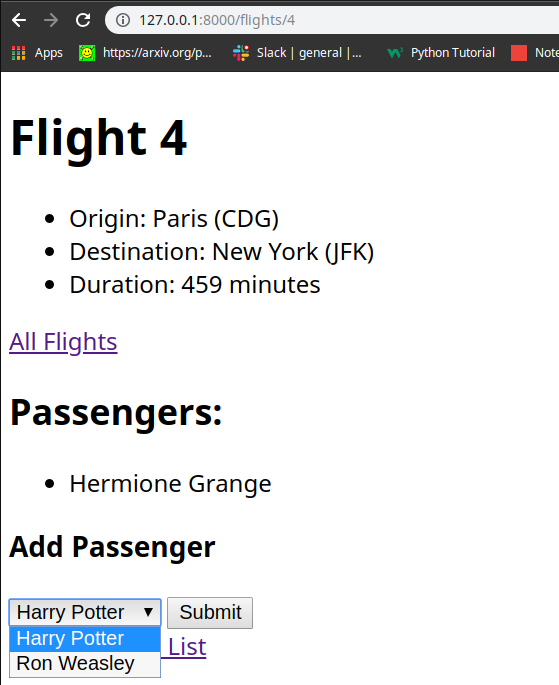 127.0.0.1:8000/flights/4
Apps https://arxiv.org/p... Slack | general |... Python Tutorial Note
Flight 4
Origin: Paris (CDG)
Destination: New York (JFK)
Duration: 459 minutes
All Flights
Passengers:
Hermione Grange
Add Passenger
Harry Potter Submit
Harry Potter
List
Ron Weasley